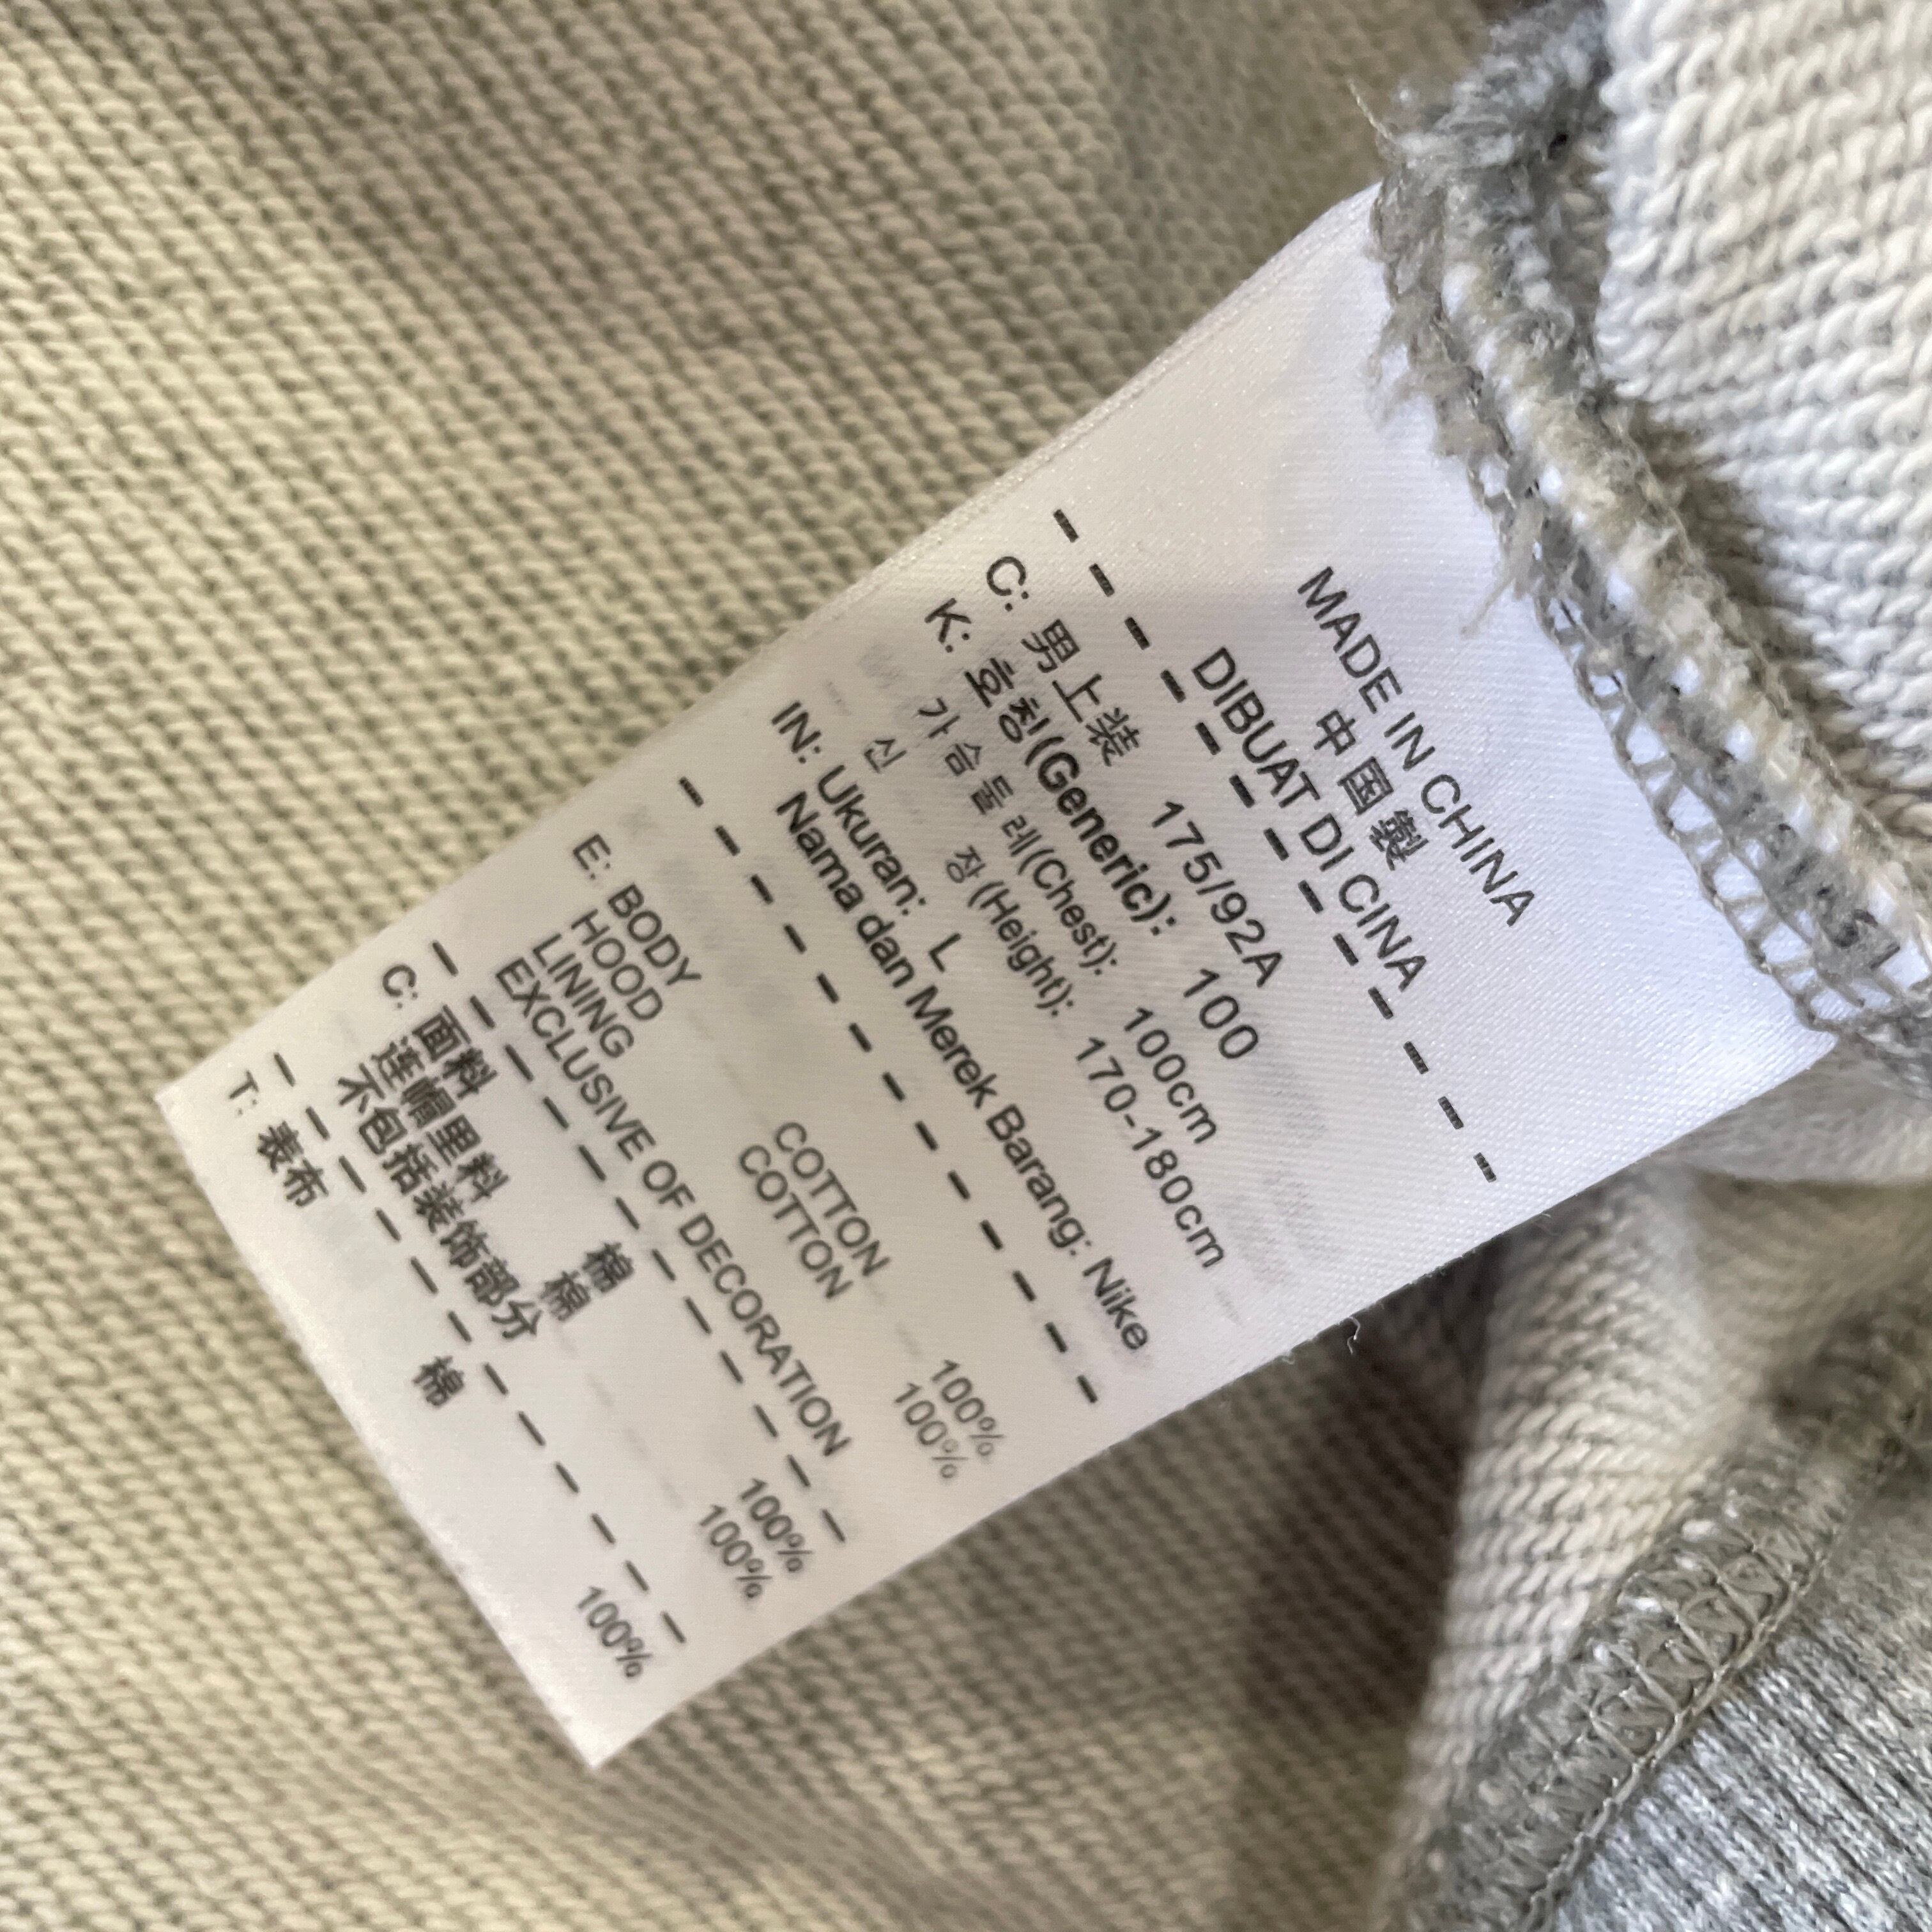 MADE IN CHINA
中国製
DIBUAT DI CINA
C: 男上装 175/92A
K: 호칭(Generic): 100
가슴둘레(Chest): 100cm
신 장(Height): 170-180cm
IN: Ukuran: L
Nama dan Merek Barang: Nike
E: BODY COTTON 100%
HOOD
LINING COTTON 100%
EXCLUSIVE OF DECORATION
C: 面料 棉 100%
连帽里料 棉 100%
不包括装饰部分
T: 表布 棉 100%